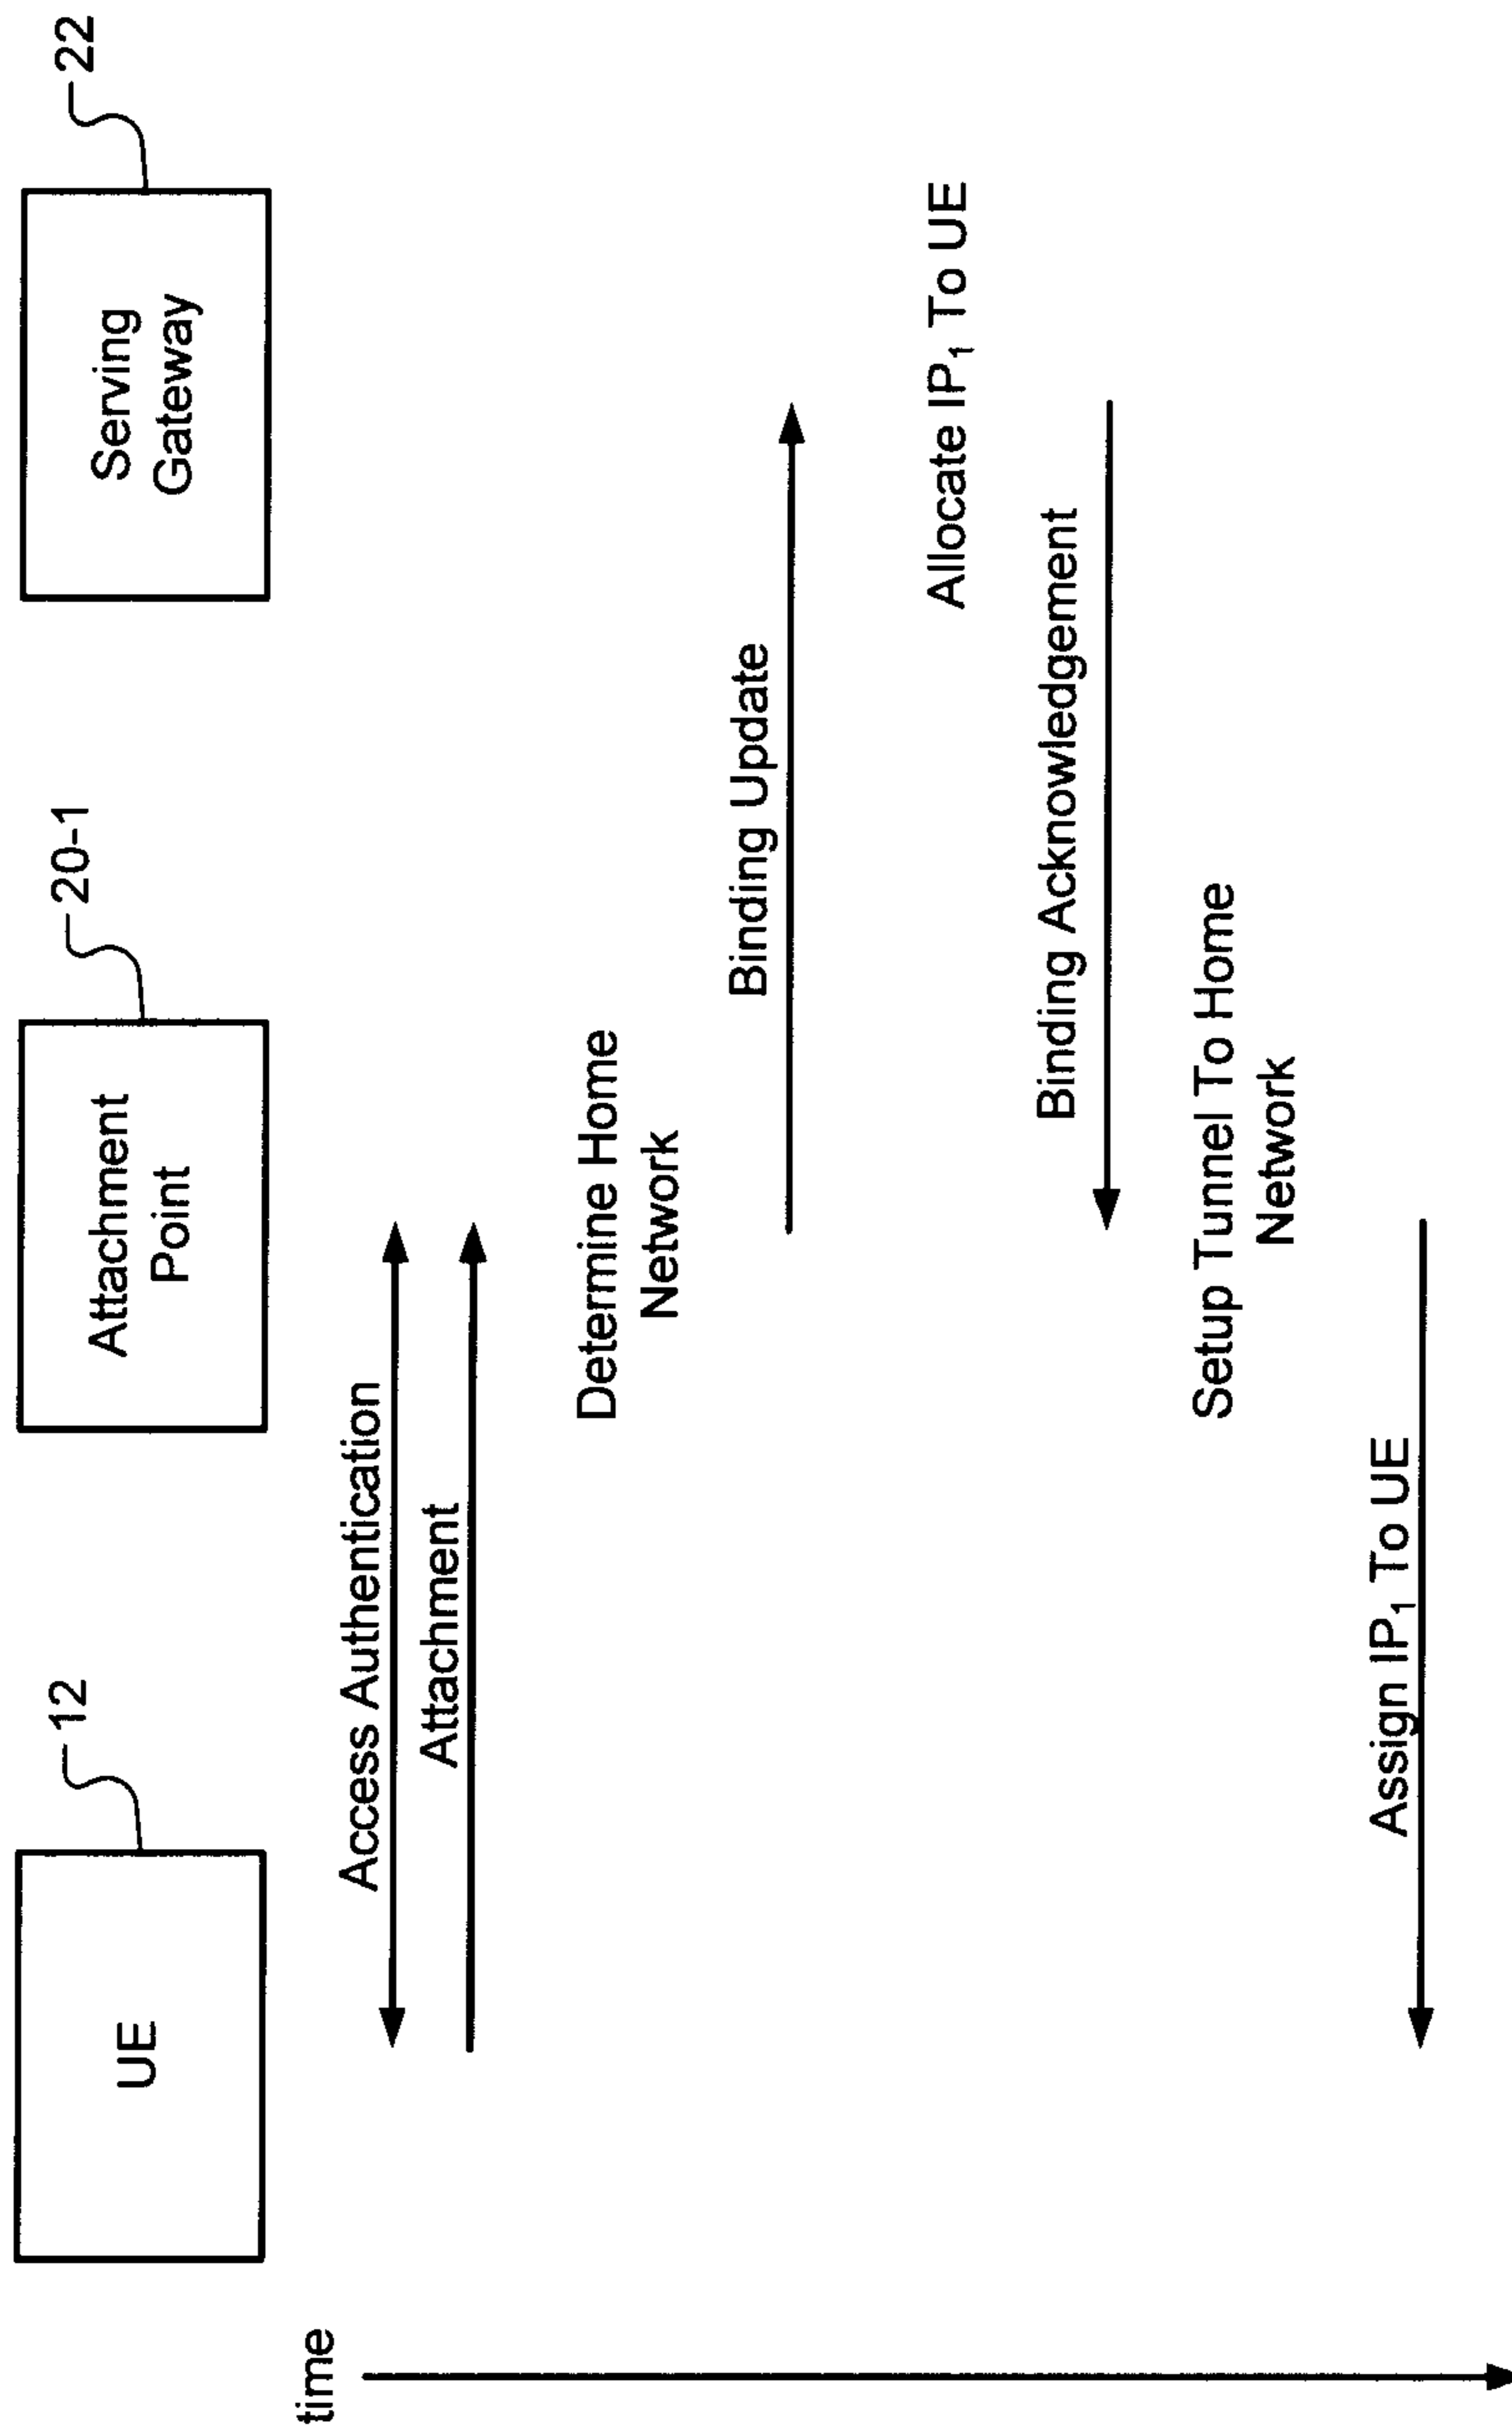 UE
12
Attachment
Point
20-1
Serving
Gateway
22
time
Access Authentication
Attachment
Determine Home
Network
Binding Update
Allocate IP₁ To UE
Binding Acknowledgement
Setup Tunnel To Home
Network
Assign IP₁ To UE